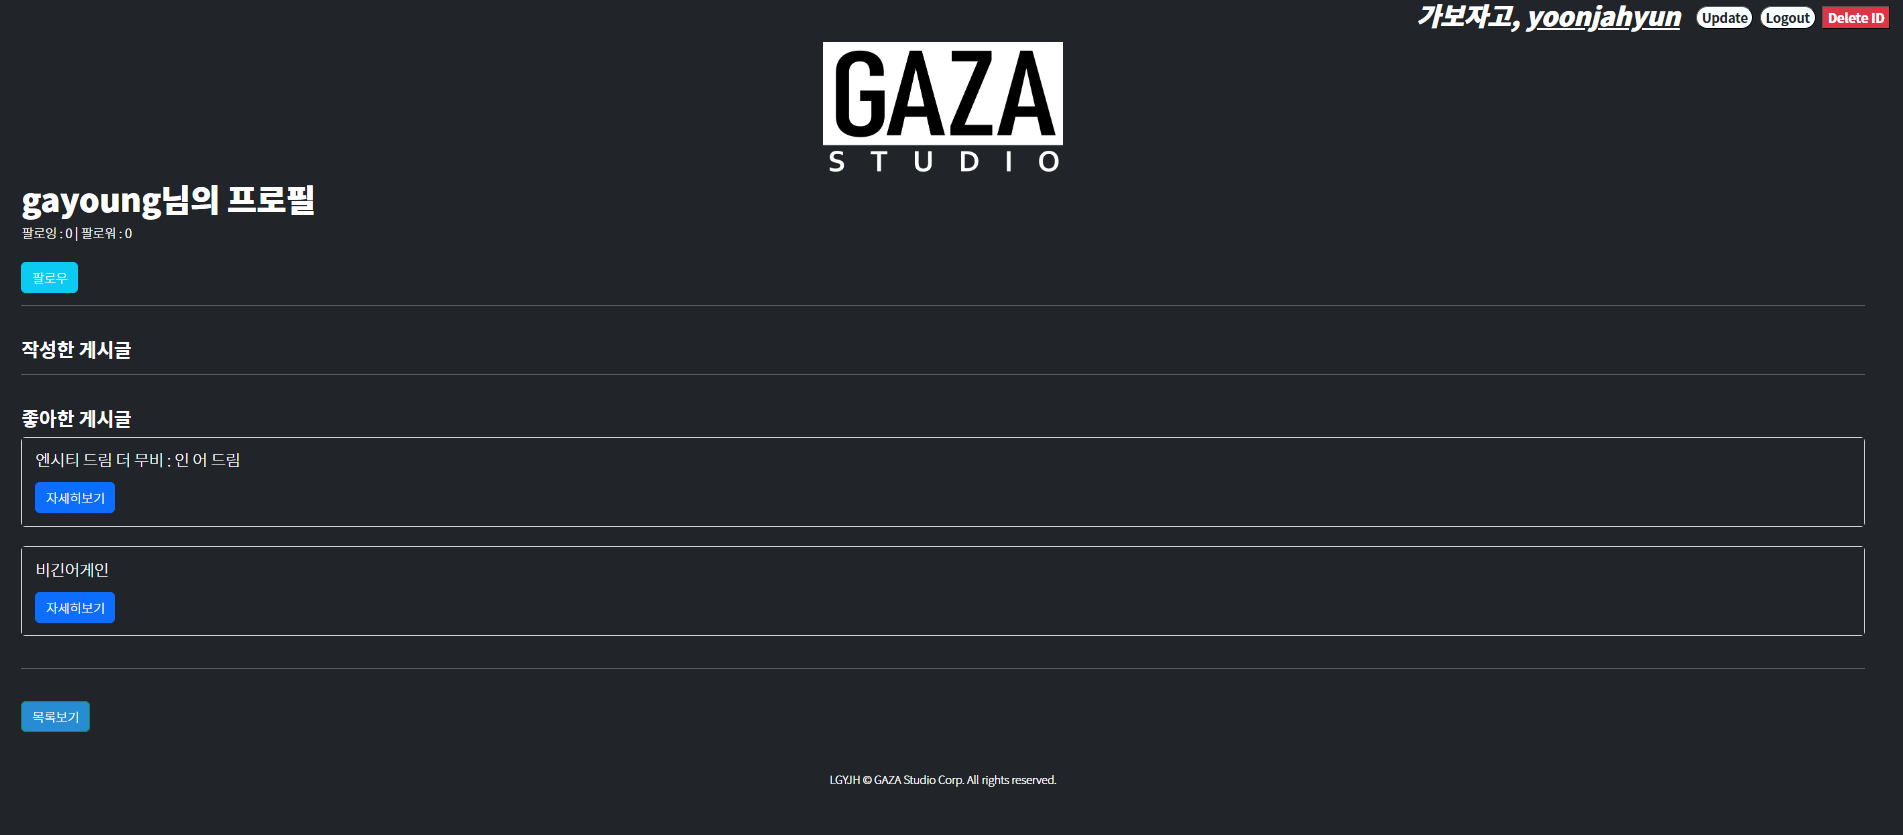 가보자고, yoonjahyun Update Logout Delete ID
GAZA
STUDIO
gayoung님의 프로필
팔로잉 : 0 | 팔로워 : 0
팔로우
작성한 게시글
좋아한 게시글
엔시티 드림 더 무비 : 인 어 드림
자세히보기
비긴어게인
자세히보기
목록보기
LGYJH © GAZA Studio Corp. All rights reserved.